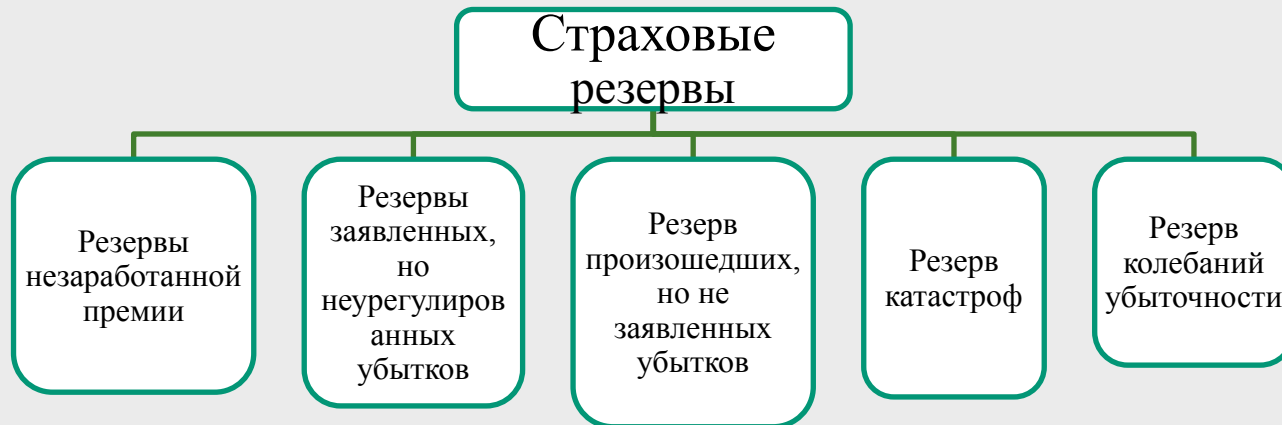 Страховые
резервы
Резервы
незаработанной
премии
Резервы
заявленных,
но
неурегулиров
анных
убытков
Резерв
произошедших,
но не
заявленных
убытков
Резерв
катастроф
Резерв
колебаний
убыточности